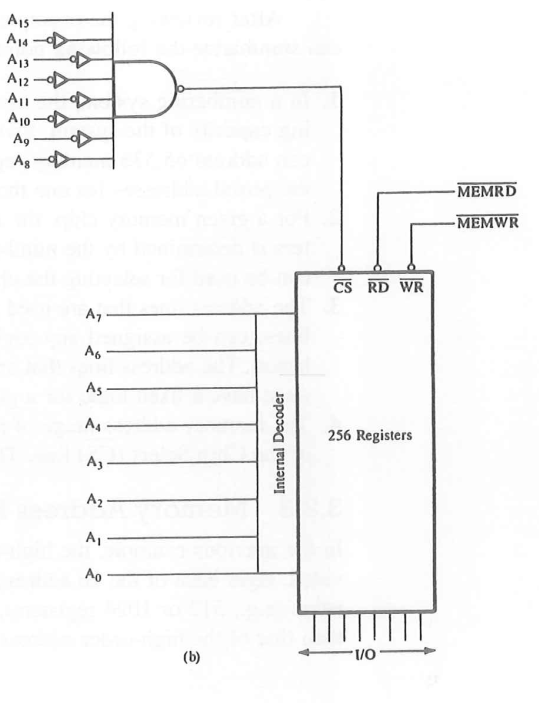 A15
A14
A13
A12
A11
A10
A9
A8
MEMRD
MEMWR
CS RD WR
A7
A6
A5
A4
A3
A2
A1
A0
Internal Decoder
256 Registers
(b)
I/O